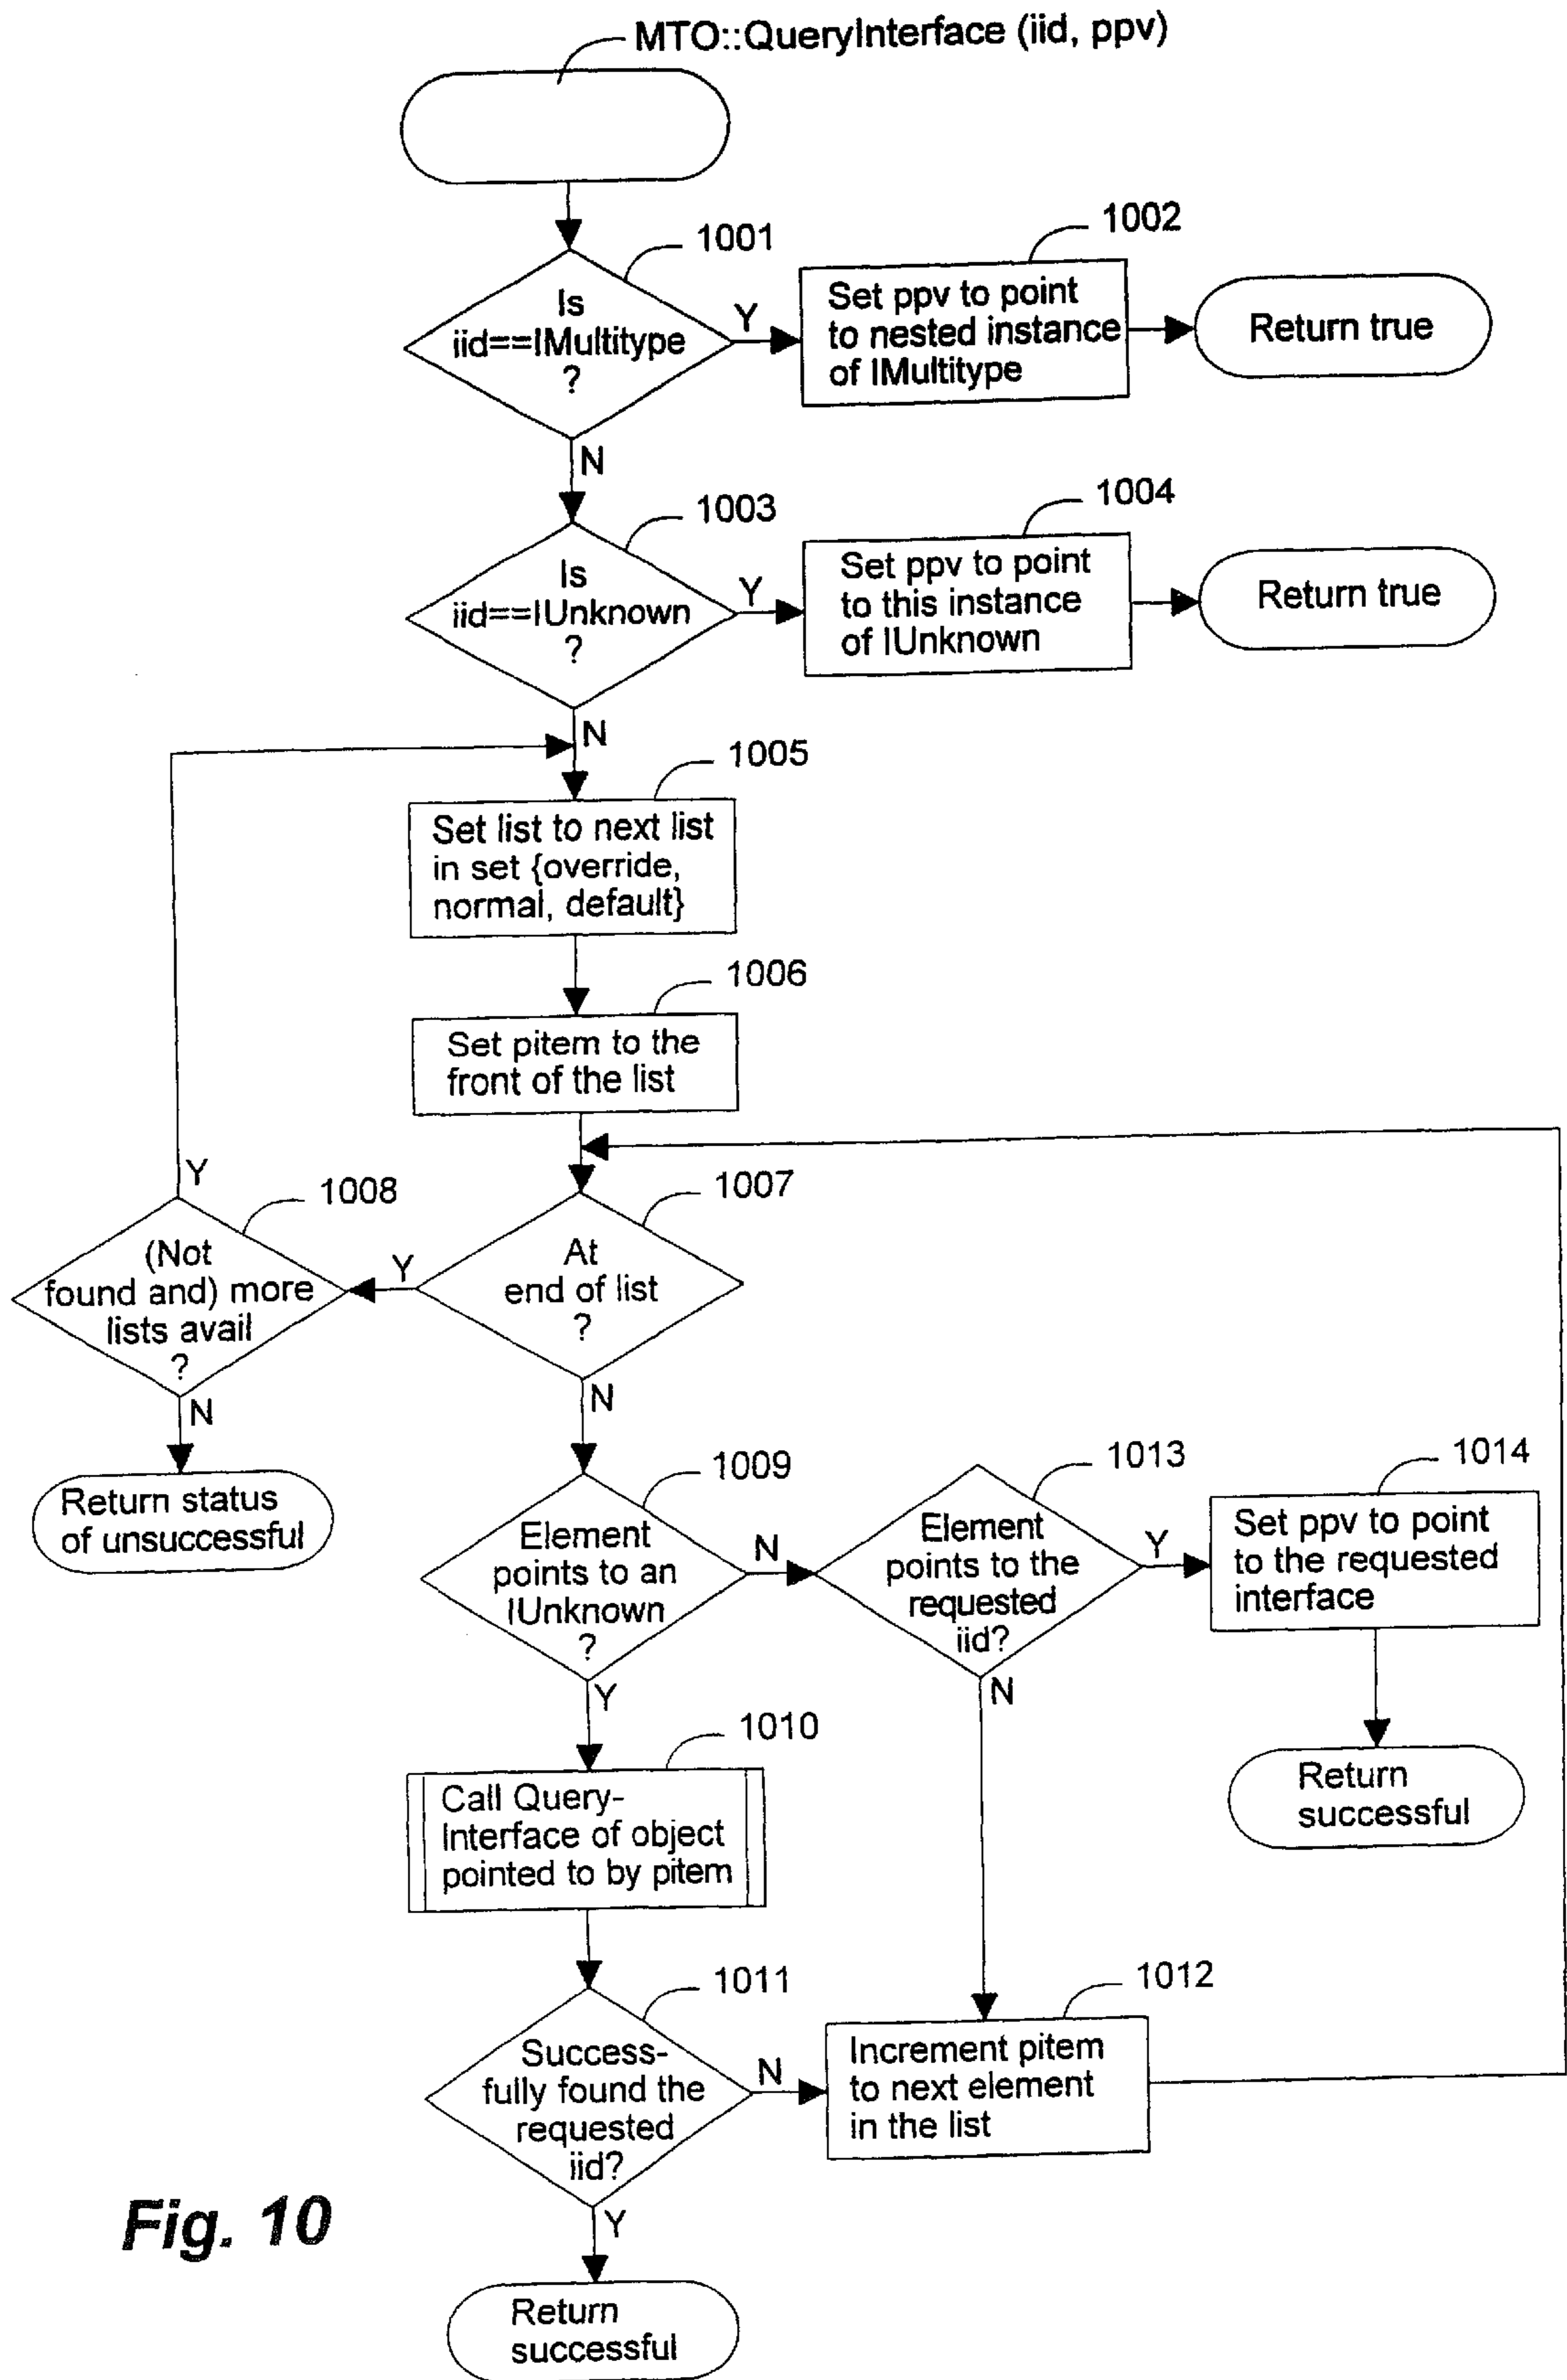 MTO::QueryInterface (iid, ppv)
1001
1002
Is
iid==IMultitype
?
Y
Set ppv to point
to nested instance
of IMultitype
Return true
N
1003
1004
Is
iid==IUnknown
?
Y
Set ppv to point
to this instance
of IUnknown
Return true
N
1005
Set list to next list
in set {override,
normal, default}
1006
Set pitem to the
front of the list
Y
1008
1007
(Not
found and) more
lists avail
?
Y
At
end of list
?
N
N
Return status
of unsuccessful
1009
1013
1014
Element
points to an
IUnknown
?
N
Element
points to the
requested
iid?
Y
Set ppv to point
to the requested
interface
Y
N
1010
Call Query-
Interface of object
pointed to by pitem
Return
successful
1011
1012
Success-
fully found the
requested
iid?
N
Increment pitem
to next element
in the list
Y
Fig. 10
Return
successful